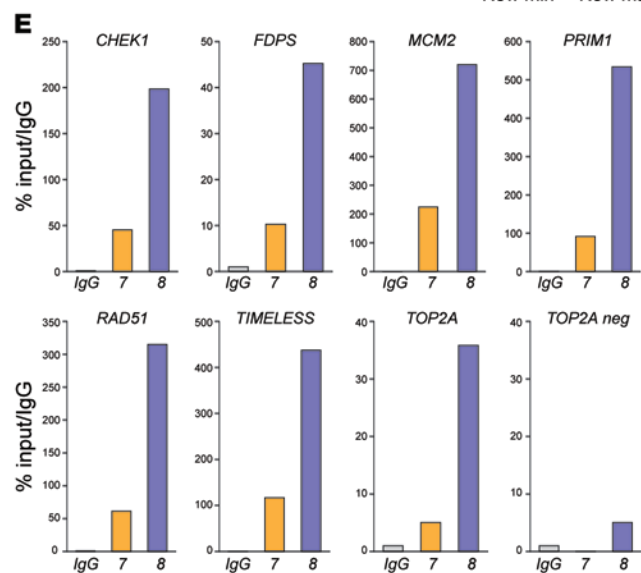 E
CHEK1
FDPS
MCM2
PRIM1
% input/IgG
250
200
150
100
50
0
IgG 7 8
50
40
30
20
10
0
IgG 7 8
800
700
600
500
400
300
200
100
0
IgG 7 8
600
500
400
300
200
100
0
IgG 7 8
RAD51
TIMELESS
TOP2A
TOP2A neg
% input/IgG
350
300
250
200
150
100
50
0
IgG 7 8
500
400
300
200
100
0
IgG 7 8
40
30
20
10
0
IgG 7 8
40
30
20
10
0
IgG 7 8